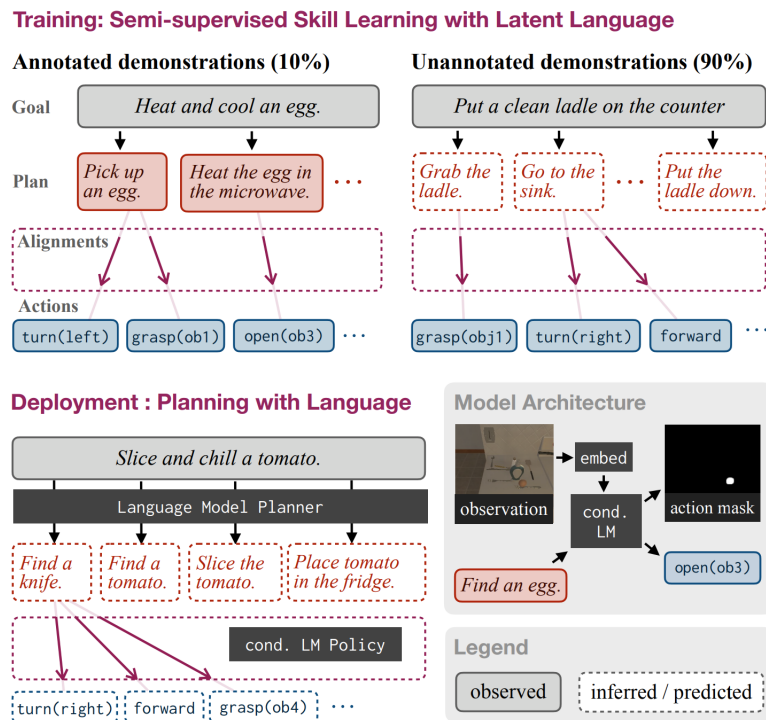 Training: Semi-supervised Skill Learning with Latent Language
Annotated demonstrations (10%)
Unannotated demonstrations (90%)
Goal
Heat and cool an egg.
Put a clean ladle on the counter
Plan
Pick up
an egg.
Heat the egg in
the microwave.
...
Grab the
ladle.
Go to the
sink.
...
Put the
ladle down.
Alignments
Actions
turn(left)
grasp(ob1)
open(ob3)
...
grasp(obj1)
turn(right)
forward
...
Deployment : Planning with Language
Slice and chill a tomato.
Language Model Planner
Find a
knife.
Find a
tomato.
Slice the
tomato.
Place tomato
in the fridge.
cond. LM Policy
turn(right)
forward
grasp(ob4)
...
Model Architecture
observation
embed
cond.
LM
action mask
Find an egg.
open(ob3)
Legend
observed
inferred / predicted